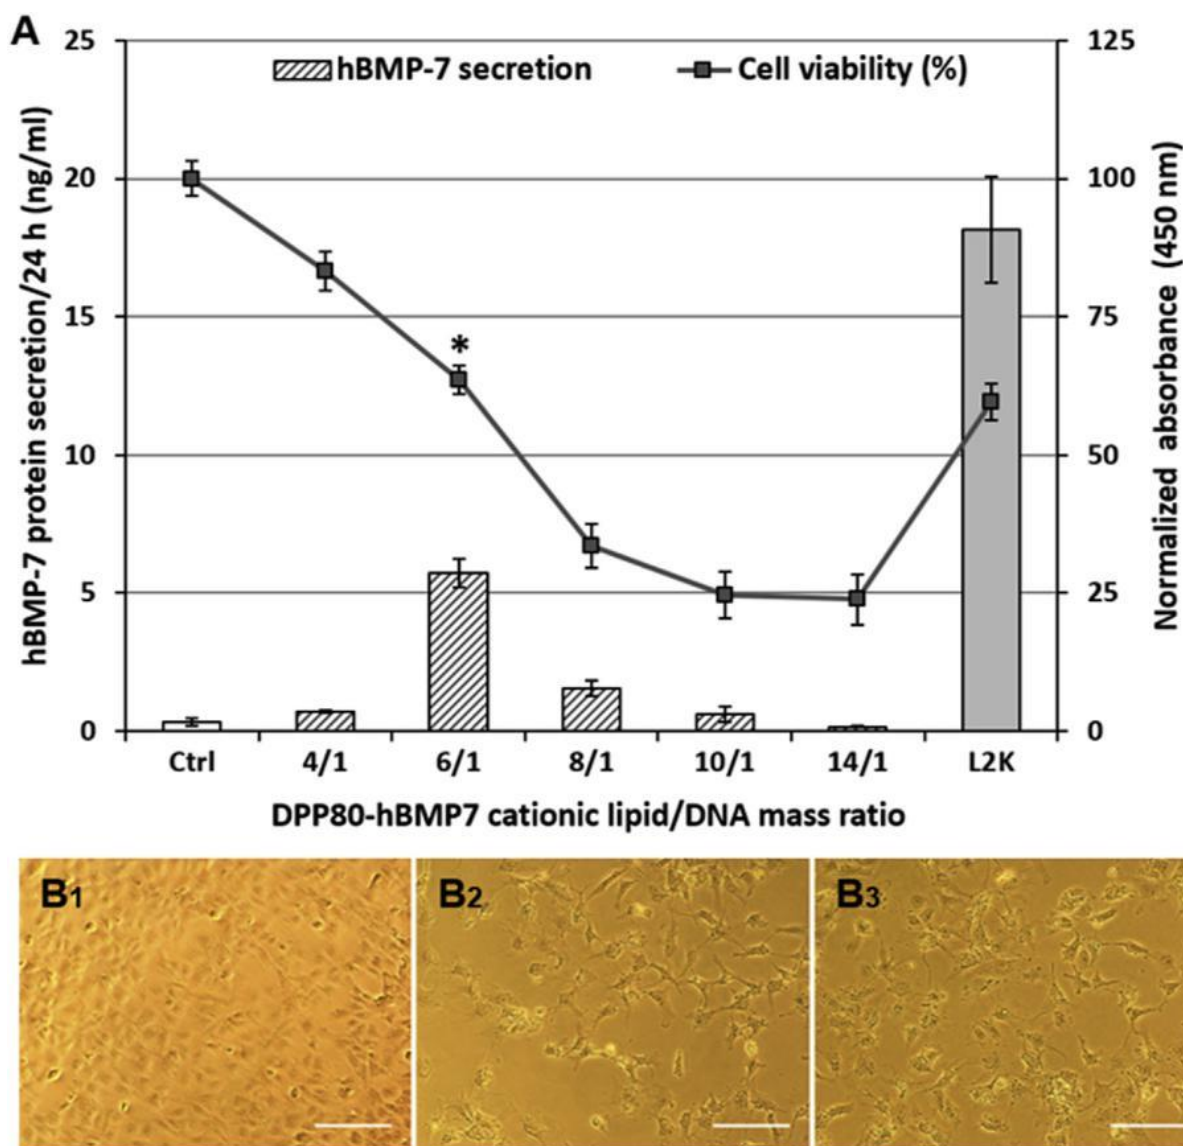 A
hBMP-7 secretion
Cell viability (%)
hBMP-7 protein secretion/24 h (ng/ml)
25
20
15
10
5
0
Normalized absorbance (450 nm)
125
100
75
50
25
0
*
Ctrl 4/1 6/1 8/1 10/1 14/1 L2K
DPP80-hBMP7 cationic lipid/DNA mass ratio
B1 B2 B3